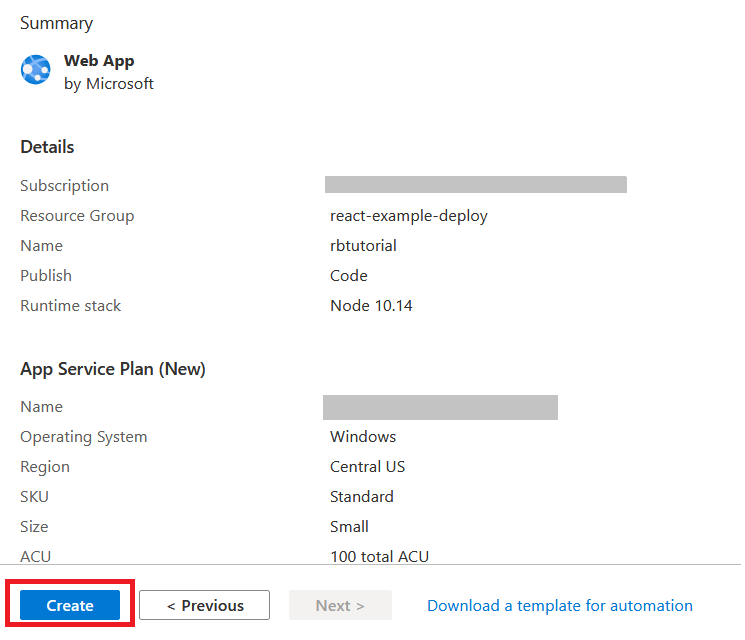 Summary
Web App
by Microsoft
Details
Subscription
Resource Group react-example-deploy
Name rbtutorial
Publish Code
Runtime stack Node 10.14
App Service Plan (New)
Name
Operating System Windows
Region Central US
SKU Standard
Size Small
ACU 100 total ACU
Create < Previous Next > Download a template for automation